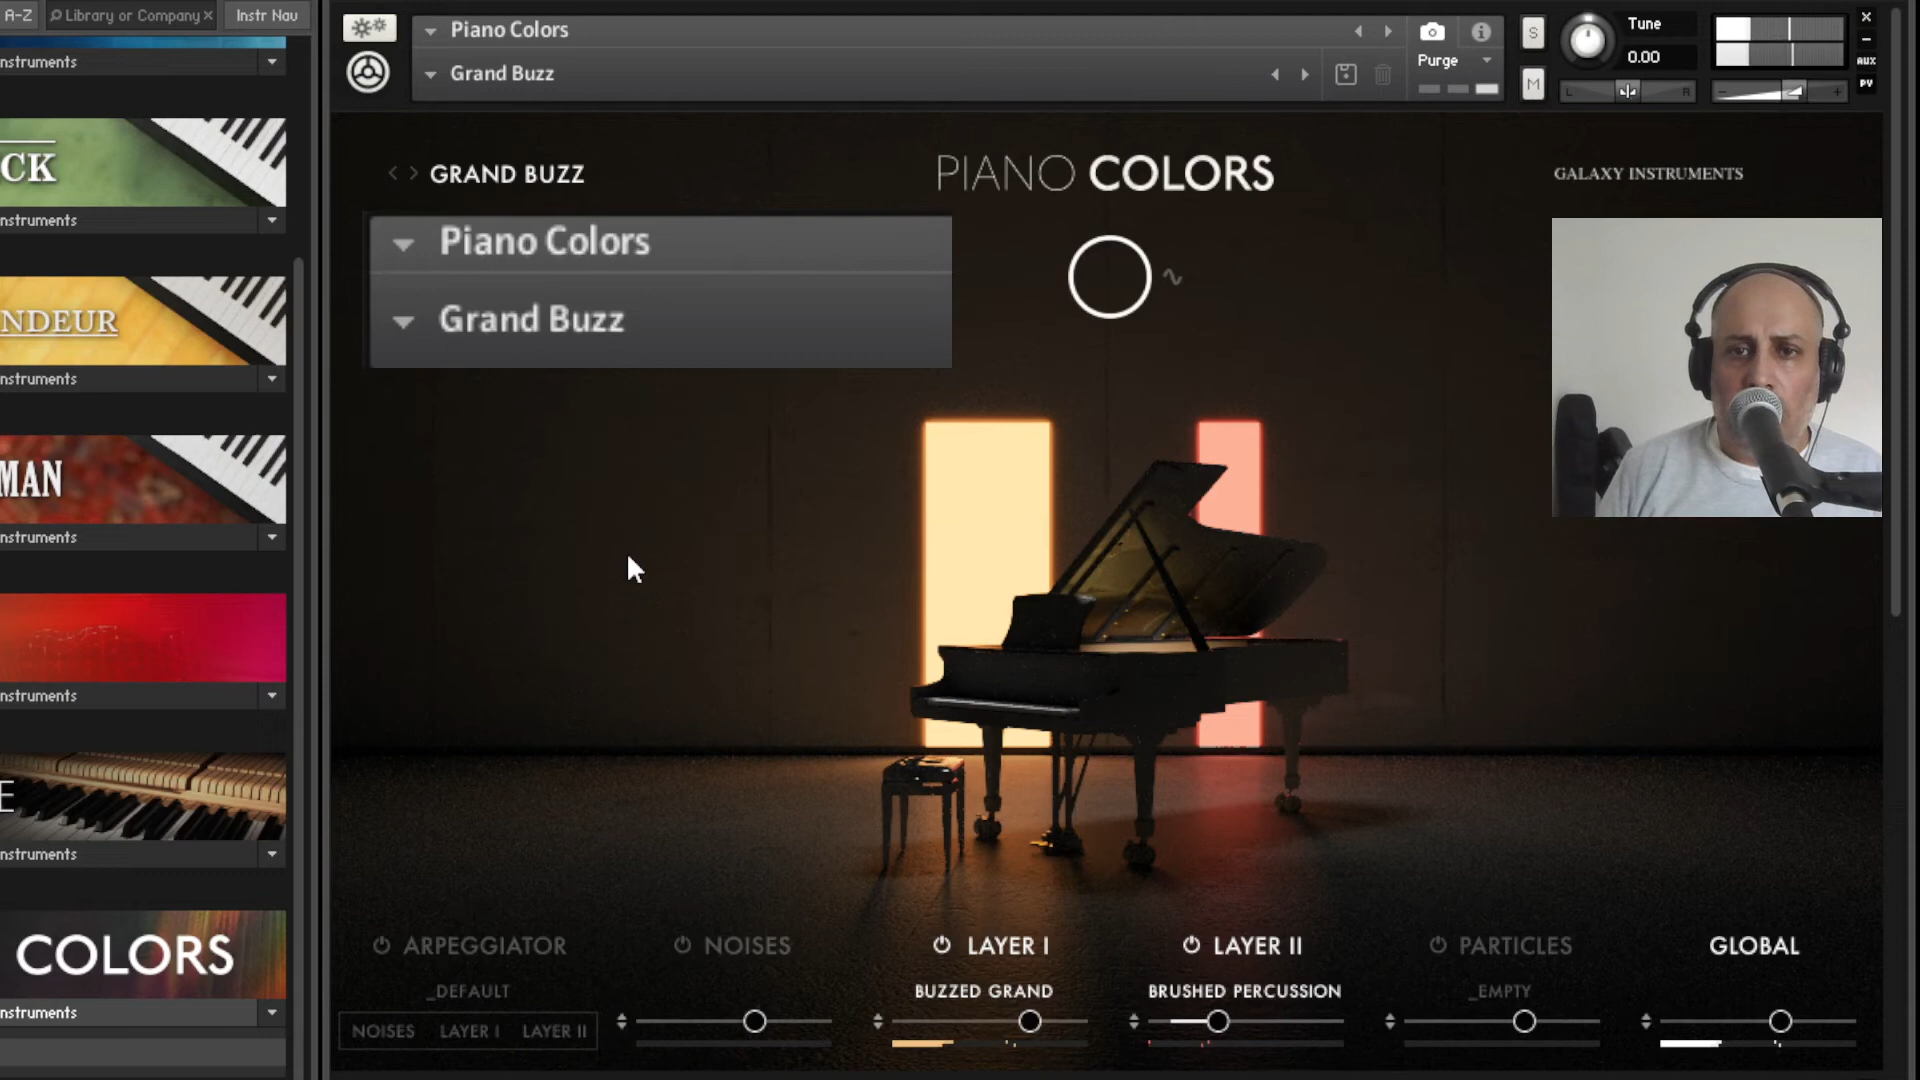 A-Z Library or Company × Instr Nav
nstruments
CK
nstruments
NDEUR
nstruments
MAN
nstruments
E
nstruments
COLORS
nstruments
Piano Colors
Grand Buzz
Purge
S
M
Tune
0.00
L R
- +
×
-
AUX
PV
GRAND BUZZ
PIANO COLORS
GALAXY INSTRUMENTS
Piano Colors
Grand Buzz
ARPEGGIATOR NOISES LAYER I LAYER II PARTICLES GLOBAL
_DEFAULT BUZZED GRAND BRUSHED PERCUSSION _EMPTY
NOISES LAYER I LAYER II